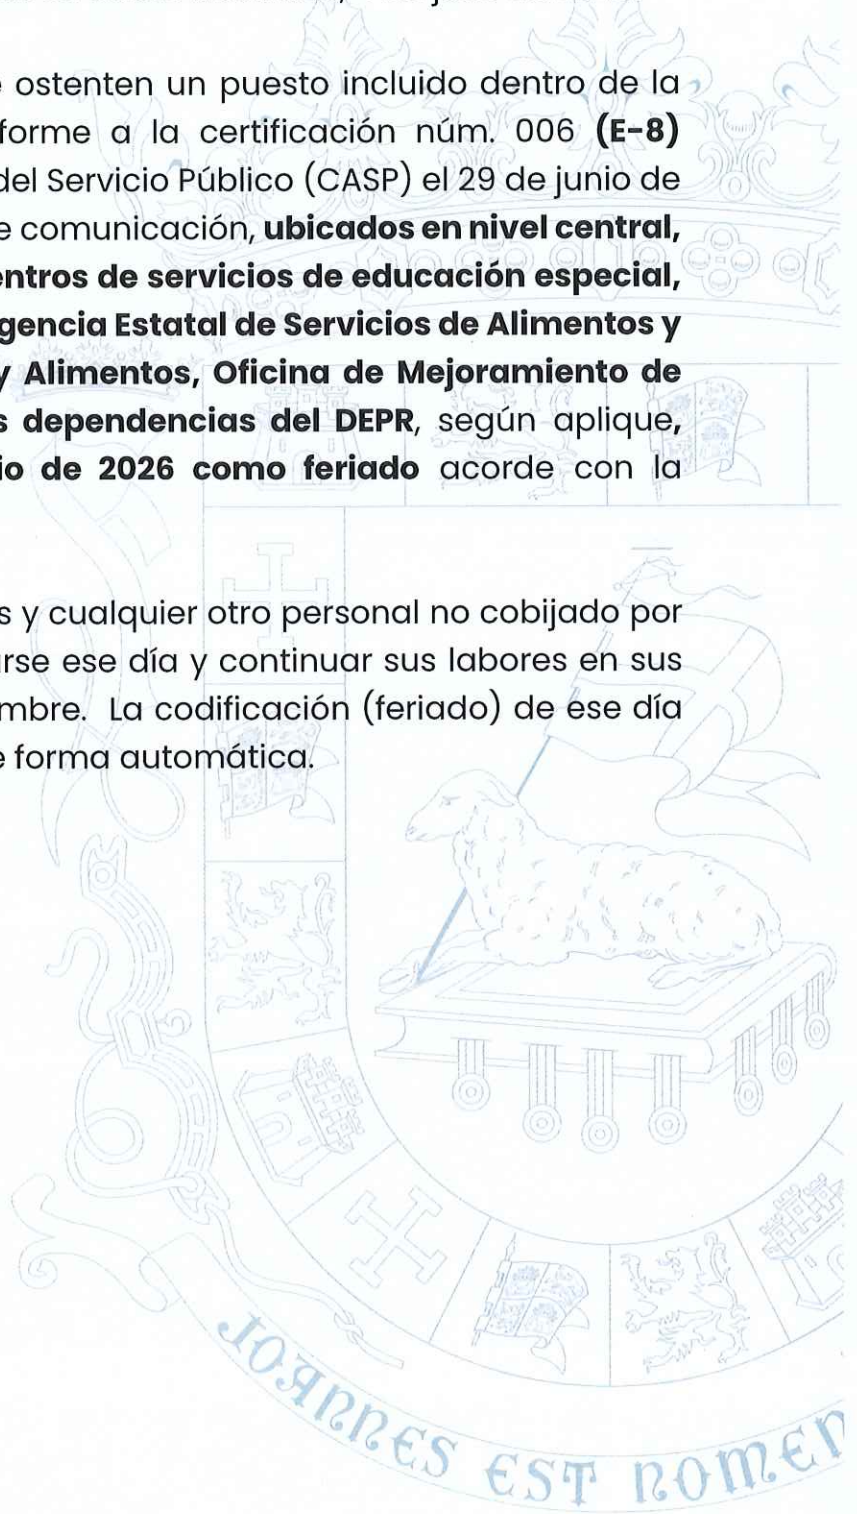 ostenten un puesto incluido dentro de la
forme a la certificación núm. 006 (E-8)
del Servicio Público (CASP) el 29 de junio de
e comunicación, ubicados en nivel central,
entros de servicios de educación especial,
gencia Estatal de Servicios de Alimentos y
y Alimentos, Oficina de Mejoramiento de
s dependencias del DEPR, según aplique,
io de 2026 como feriado acorde con la
s y cualquier otro personal no cobijado por
arse ese día y continuar sus labores en sus
mbre. La codificación (feriado) de ese día
e forma automática.
JOANNES EST NOMEN